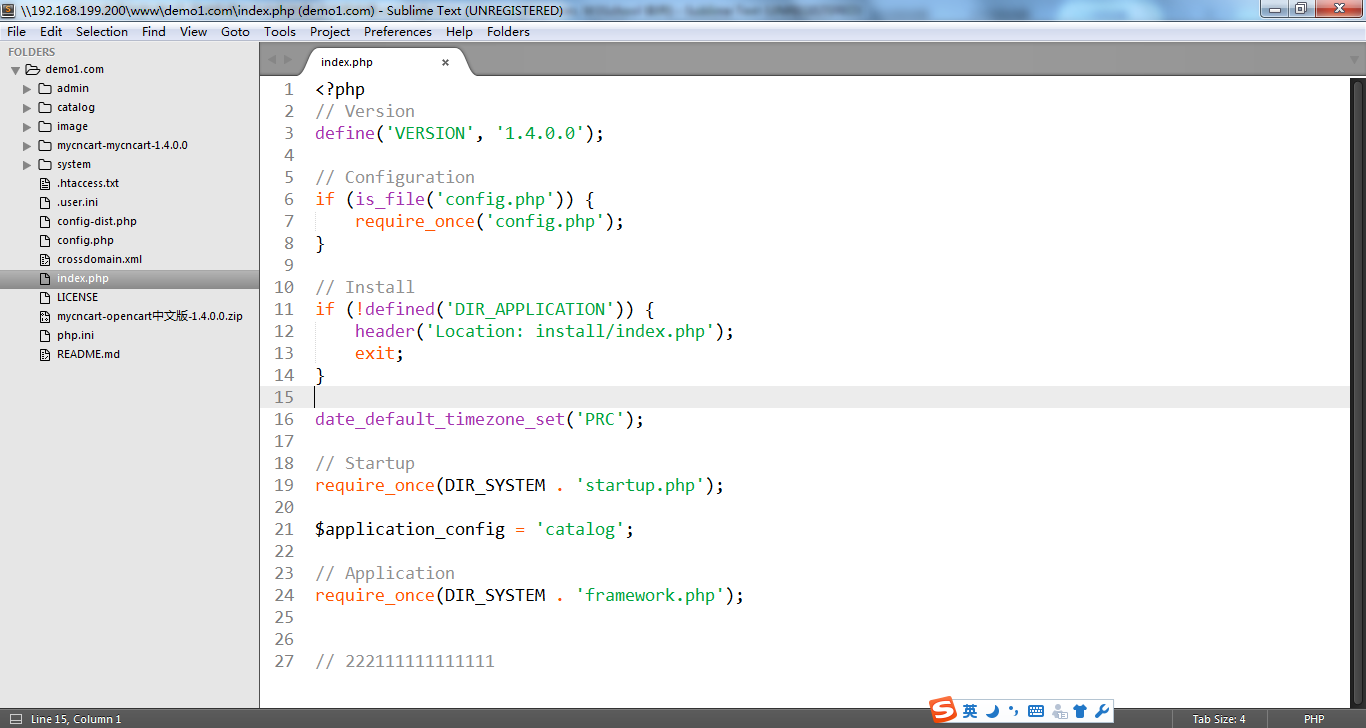 \\192.168.199.200\www\demo1.com\index.php (demo1.com) - Sublime Text (UNREGISTERED)
File Edit Selection Find View Goto Tools Project Preferences Help Folders
FOLDERS
demo1.com
admin
catalog
image
mycncart-mycncart-1.4.0.0
system
.htaccess.txt
.user.ini
config-dist.php
config.php
crossdomain.xml
index.php
LICENSE
mycncart-opencart中文版-1.4.0.0.zip
php.ini
README.md
index.php ×
1 <?php
2 // Version
3 define('VERSION', '1.4.0.0');
4
5 // Configuration
6 if (is_file('config.php')) {
7     require_once('config.php');
8 }
9
10 // Install
11 if (!defined('DIR_APPLICATION')) {
12     header('Location: install/index.php');
13     exit;
14 }
15
16 date_default_timezone_set('PRC');
17
18 // Startup
19 require_once(DIR_SYSTEM . 'startup.php');
20
21 $application_config = 'catalog';
22
23 // Application
24 require_once(DIR_SYSTEM . 'framework.php');
25
26
27 // 222111111111111
S 英
Line 15, Column 1 Tab Size: 4 PHP